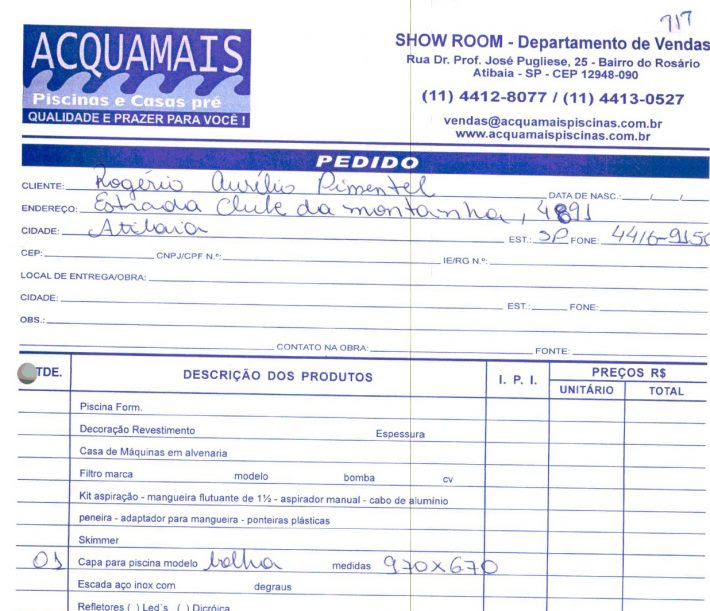 717
ACQUAMAIS
Piscinas e Casas pré
QUALIDADE E PRAZER PARA VOCÊ !
SHOW ROOM - Departamento de Vendas
Rua Dr. Prof. José Pugliese, 25 - Bairro do Rosário
Atibaia - SP - CEP 12948-090
(11) 4412-8077 / (11) 4413-0527
vendas@acquamaispiscinas.com.br
www.acquamaispiscinas.com.br
PEDIDO
CLIENTE: Rogério Aurélio Pimentel DATA DE NASC.: / /
ENDEREÇO: Estrada Clube da montanha, 4891
CIDADE: Atibaia EST.: SP FONE: 4416-9150
CEP: CNPJ/CPF N.º: IE/RG N.º:
LOCAL DE ENTREGA/OBRA:
CIDADE: EST.: FONE:
OBS.:
CONTATO NA OBRA: FONTE:
TDE. DESCRIÇÃO DOS PRODUTOS I. P. I. PREÇOS R$
UNITÁRIO TOTAL
Piscina Form.
Decoração Revestimento Espessura
Casa de Máquinas em alvenaria
Filtro marca modelo bomba cv
Kit aspiração - mangueira flutuante de 1½ - aspirador manual - cabo de alumínio
peneira - adaptador para mangueira - ponteiras plásticas
Skimmer
01 Capa para piscina modelo bolha medidas 970x670
Escada aço inox com degraus
Refletores ( ) Led´s ( ) Dicróica